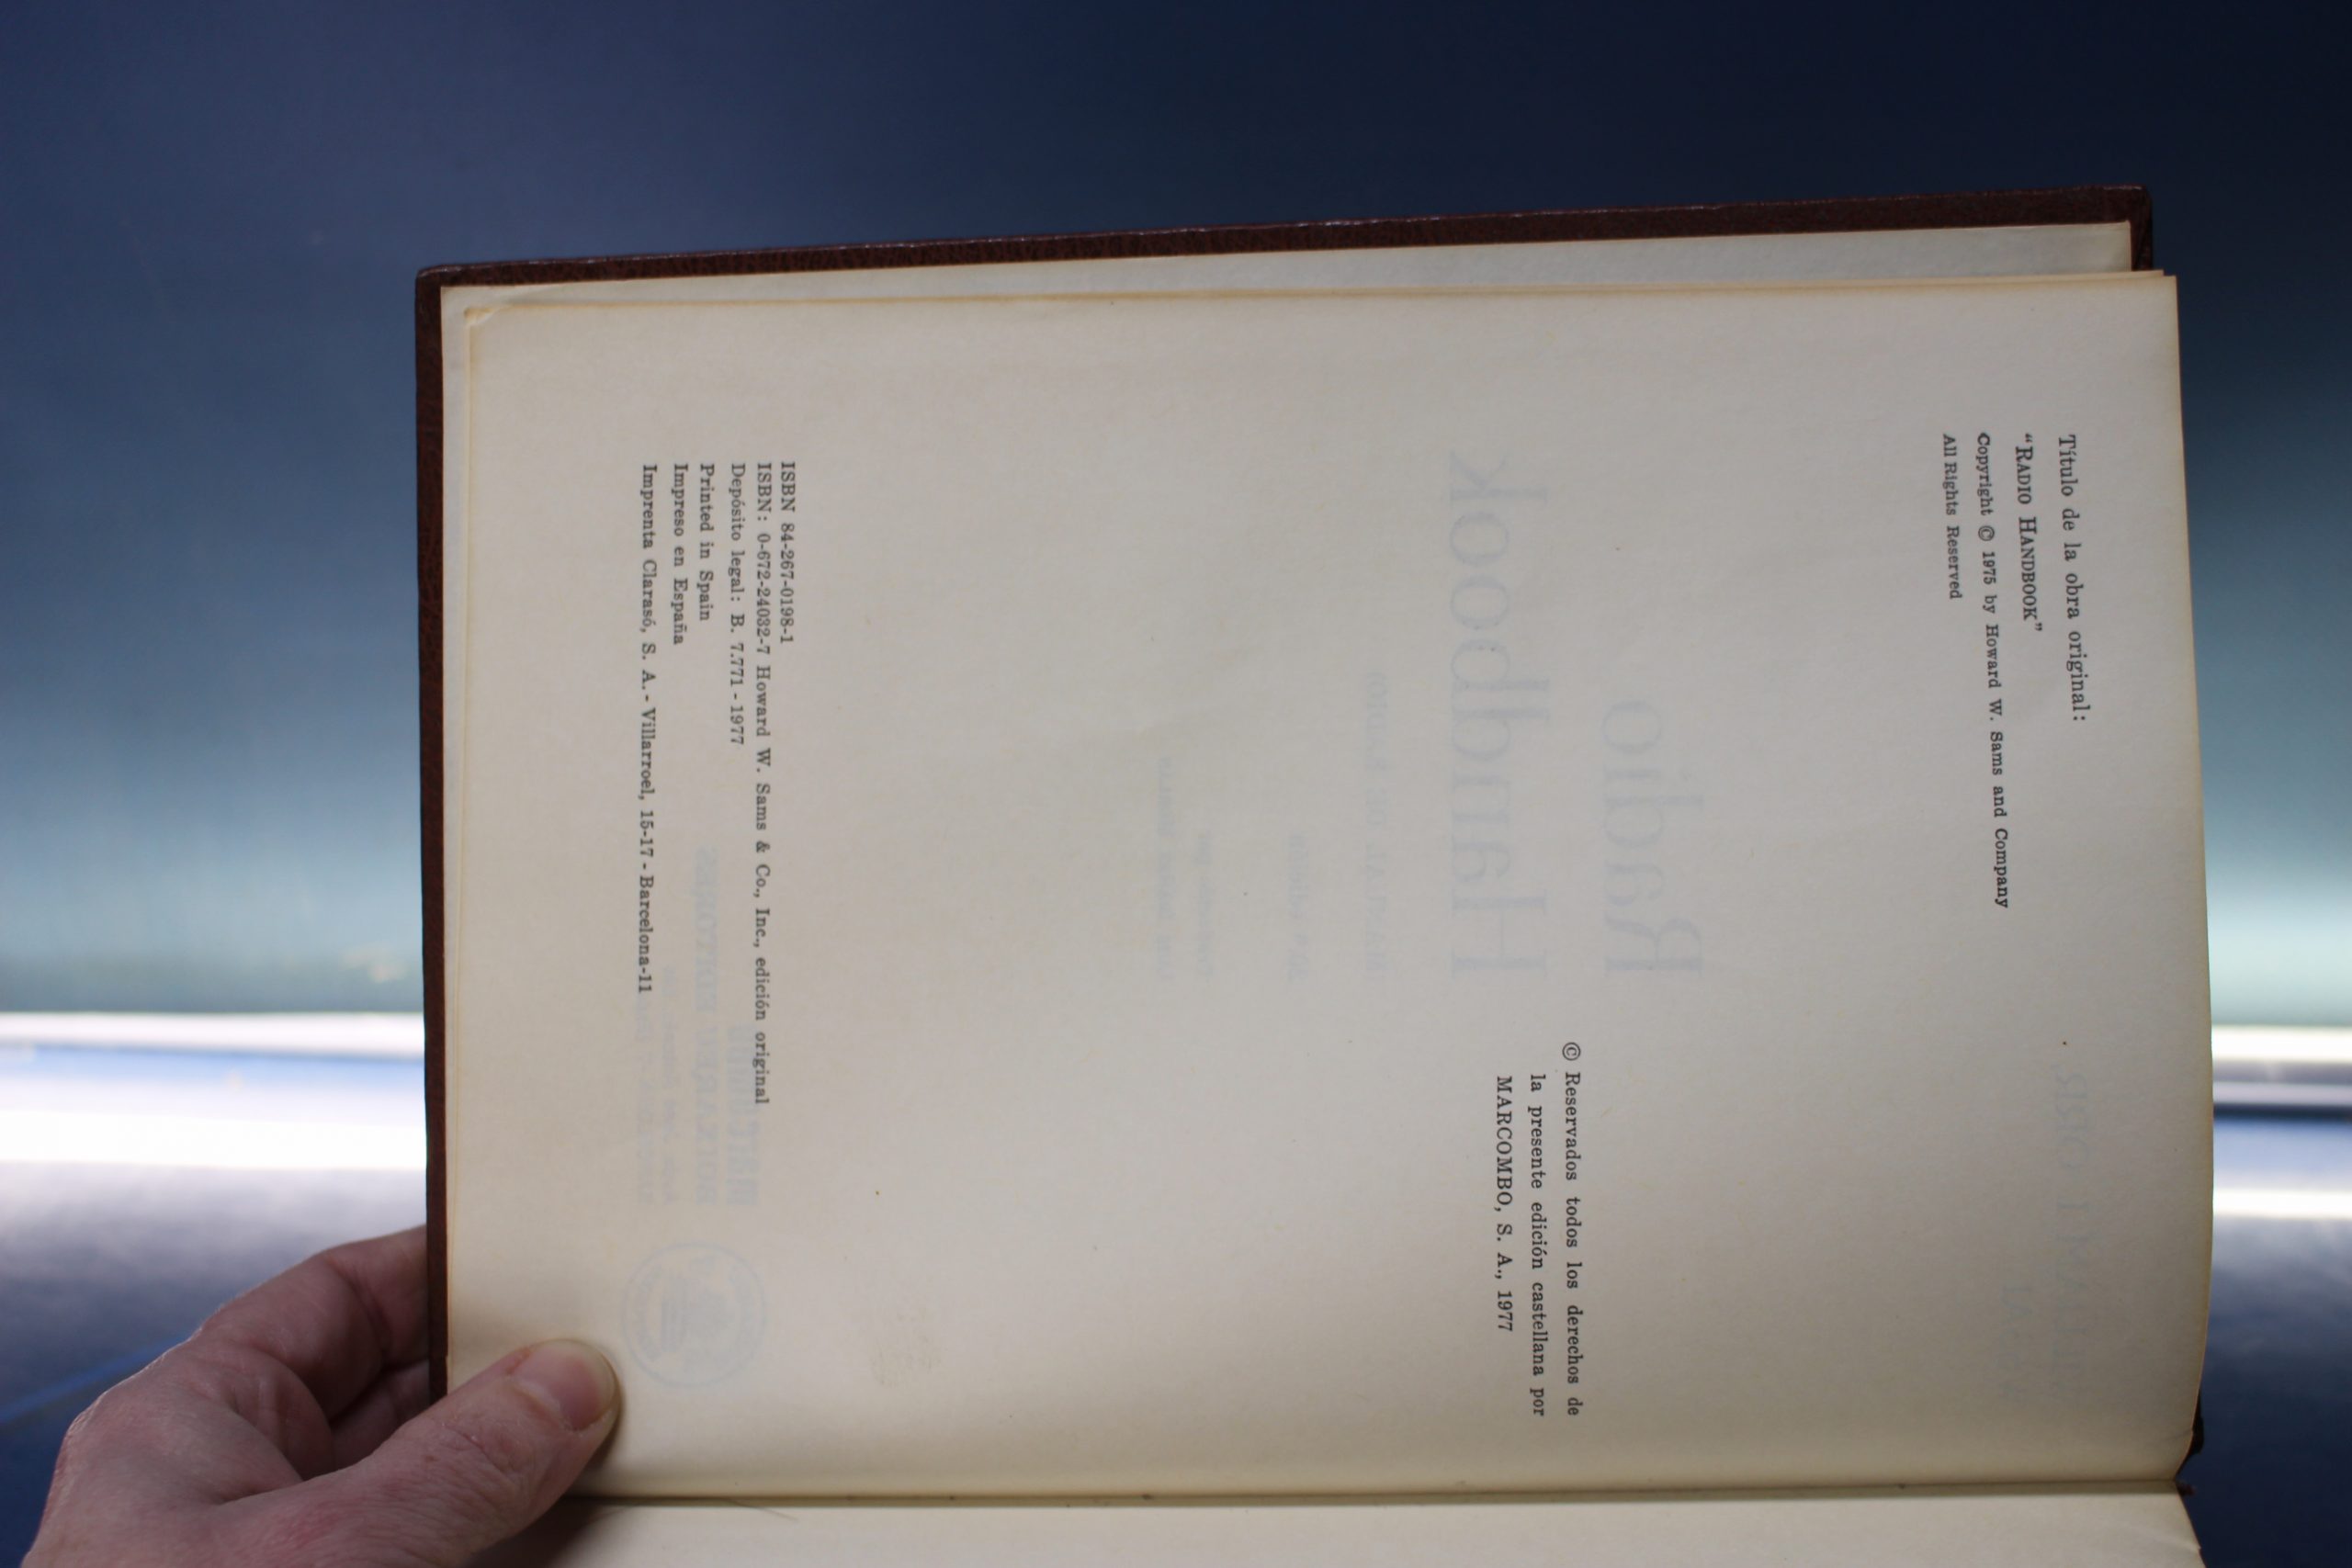 Título de la obra original:
“RADIO HANDBOOK”
Copyright © 1975 by Howard W. Sams and Company
All Rights Reserved
© Reservados todos los derechos de
la presente edición castellana por
MARCOMBO, S. A., 1977
ISBN 84-267-0198-1
ISBN: 0-672-24032-7 Howard W. Sams & Co., Inc., edición original
Depósito legal: B. 7.771 - 1977
Printed in Spain
Impreso en España
Imprenta Clarasó, S. A. - Villarroel, 15-17 - Barcelona-11
Radio
Handbook